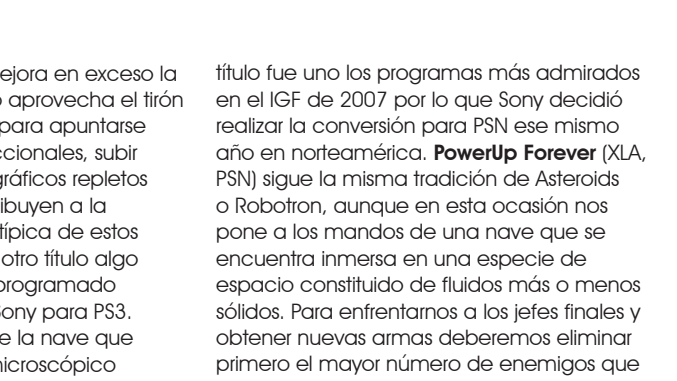 ejora en exceso la
aprovecha el tirón
para apuntarse
ccionales, subir
ráficos repletos
ibuyen a la
típica de estos
otro título algo
programado
Sony para PS3.
e la nave que
nicroscópico
título fue uno los programas más admirados
en el IGF de 2007 por lo que Sony decidió
realizar la conversión para PSN ese mismo
año en norteamérica. PowerUp Forever (XLA,
PSN) sigue la misma tradición de Asteroids
o Robotron, aunque en esta ocasión nos
pone a los mandos de una nave que se
encuentra inmersa en una especie de
espacio constituido de fluidos más o menos
sólidos. Para enfrentarnos a los jefes finales y
obtener nuevas armas deberemos eliminar
primero el mayor número de enemigos que